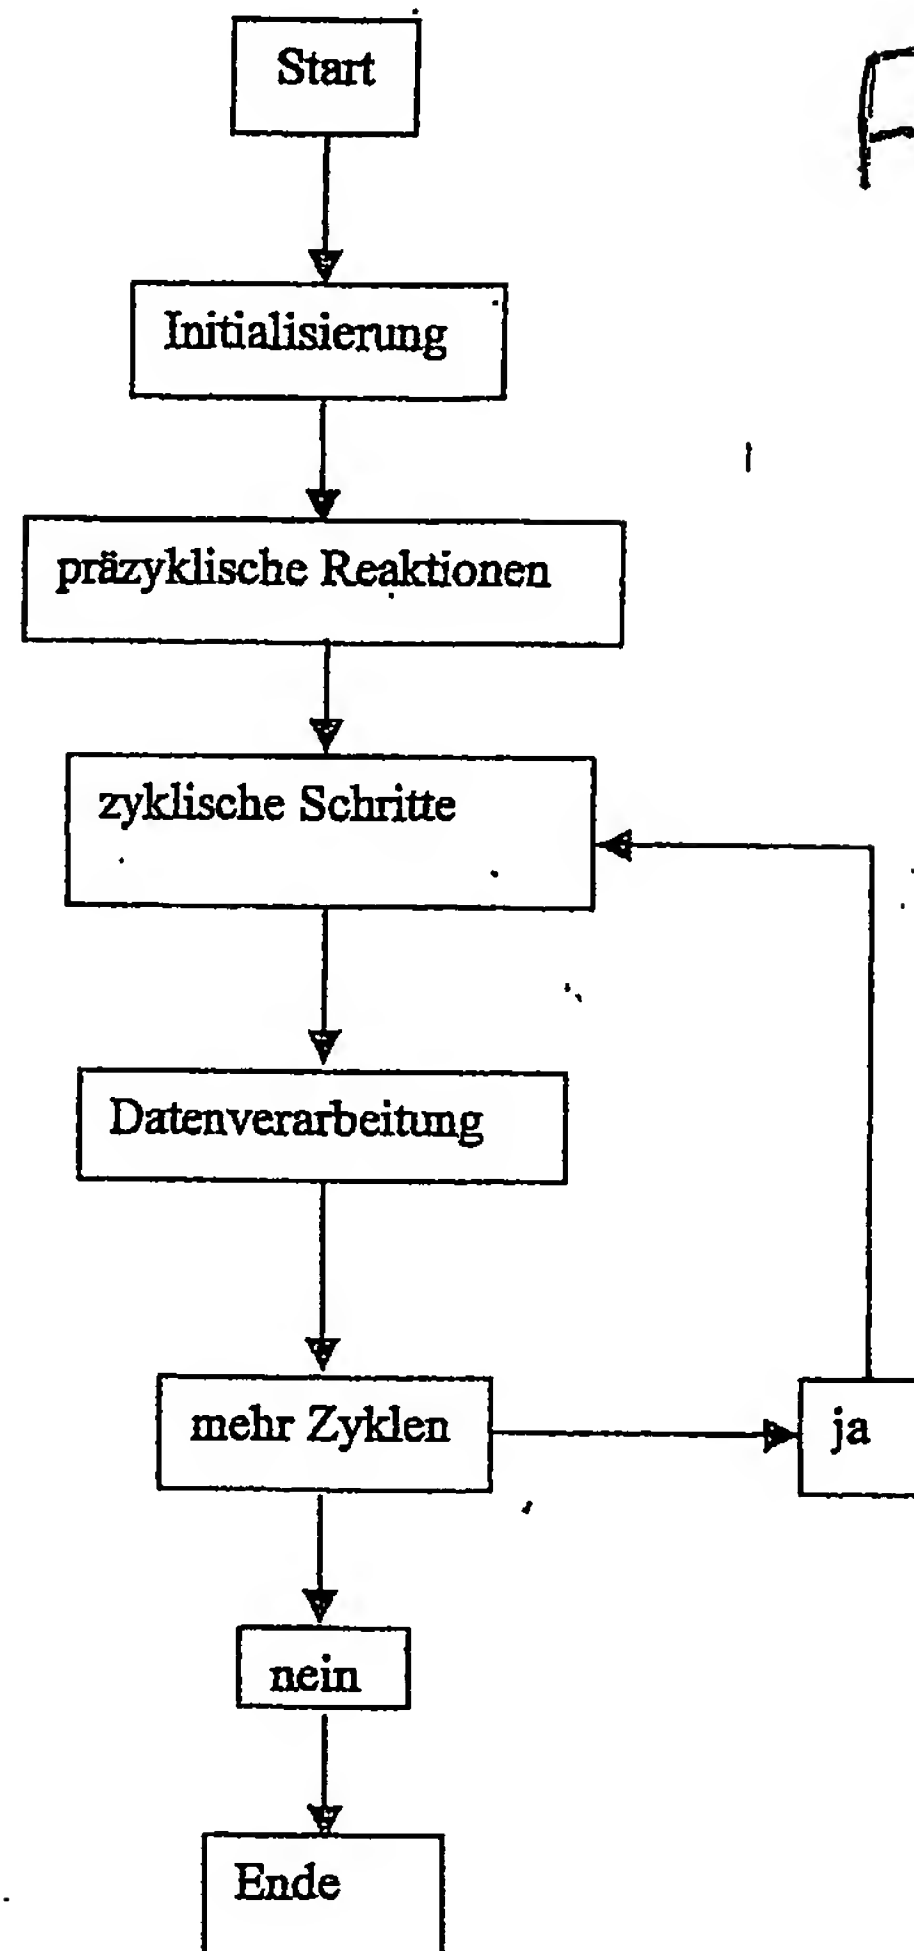 Start
Initialisierung
präzyklische Reaktionen
zyklische Schritte
Datenverarbeitung
mehr Zyklen
ja
nein
Ende